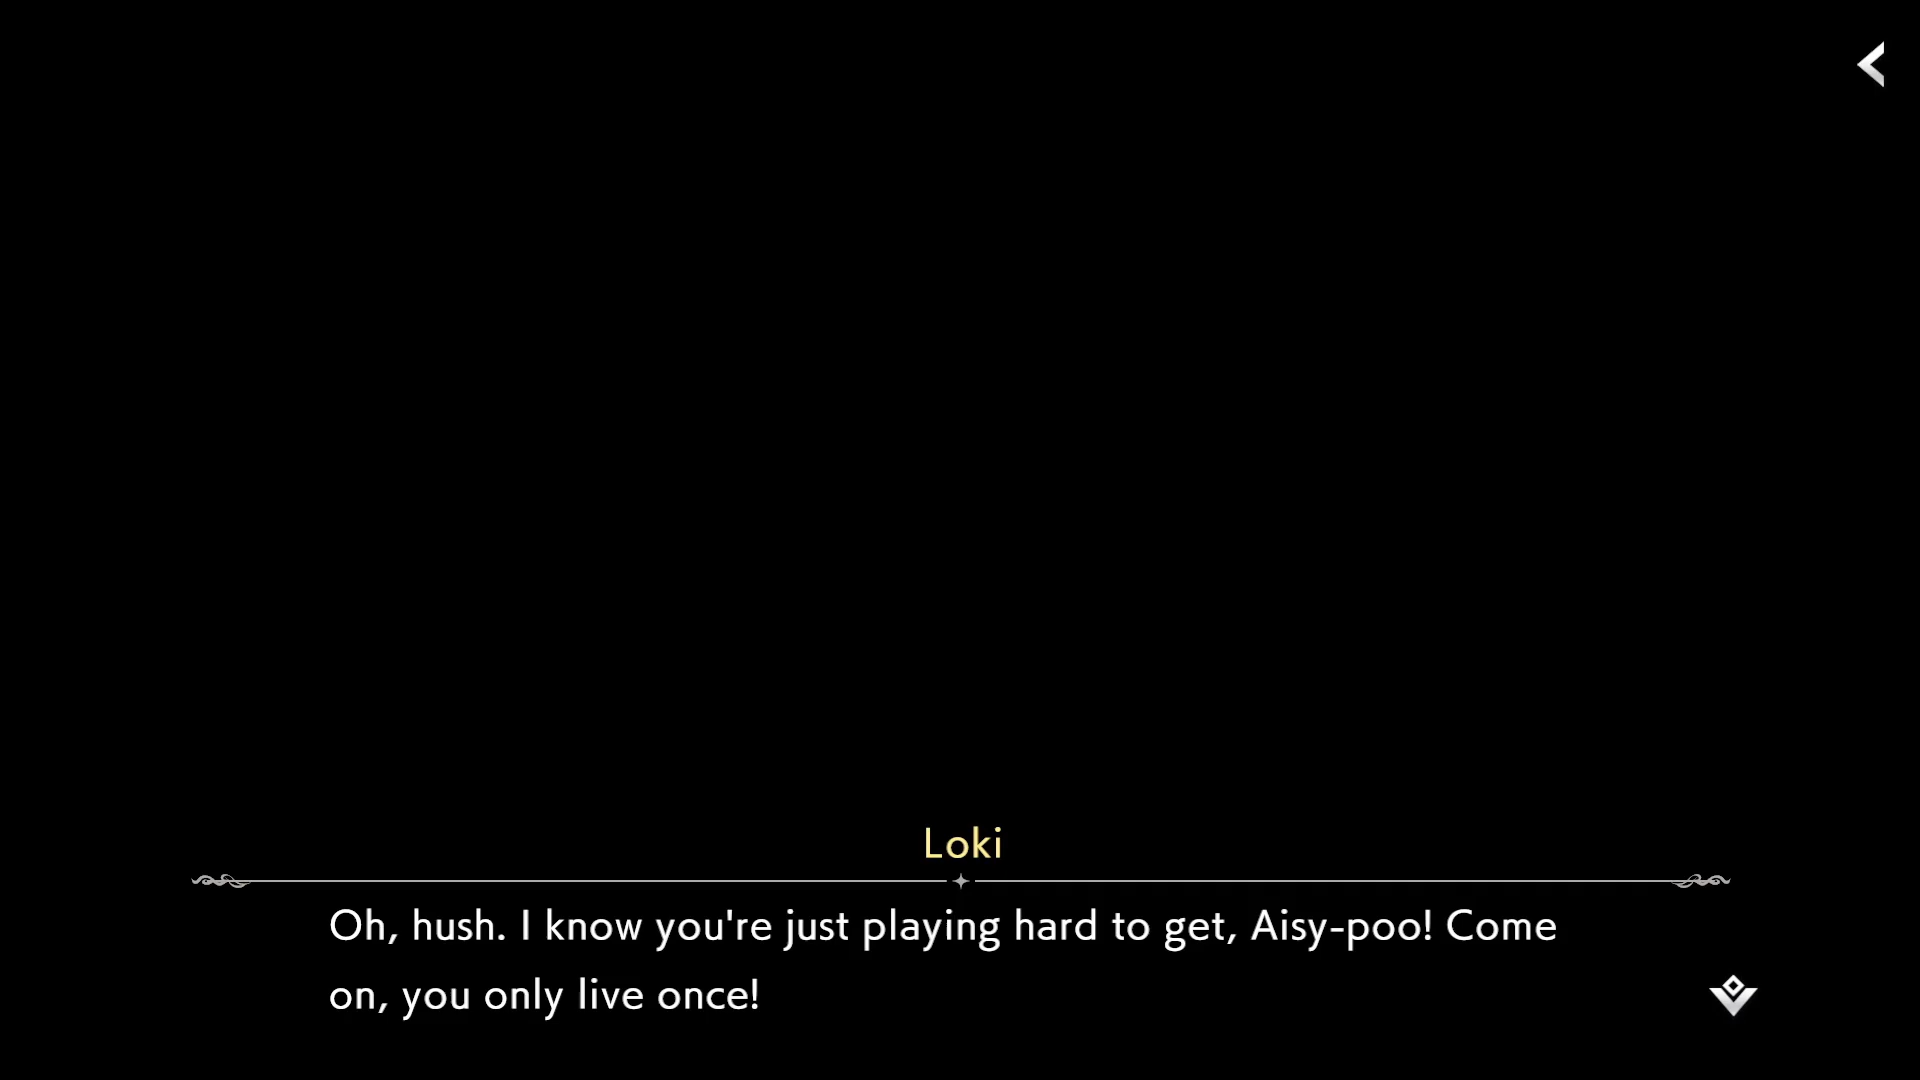 Loki
Oh, hush. I know you're just playing hard to get, Aisy-poo! Come
on, you only live once!